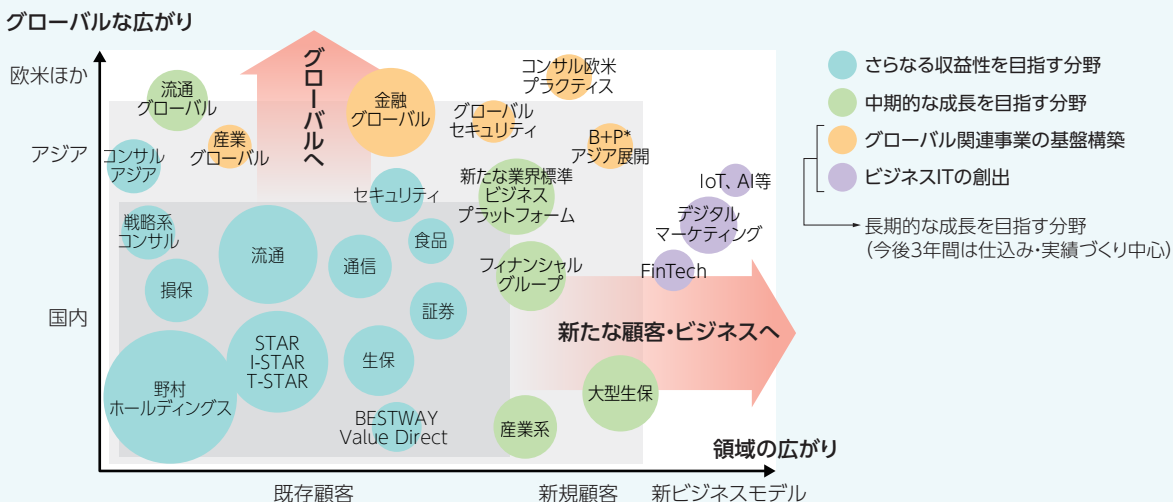 グローバルな広がり
欧米ほか
アジア
国内
グローバルへ
流通
グローバル
産業
グローバル
コンサル
アジア
金融
グローバル
コンサル欧米
プラクティス
グローバル
セキュリティ
B+P*
アジア展開
セキュリティ
新たな業界標準
ビジネス
プラットフォーム
IoT、AI等
デジタル
マーケティング
FinTech
戦略系
コンサル
流通
通信
食品
フィナンシャル
グループ
損保
証券
STAR
I-STAR
T-STAR
生保
野村
ホールディングス
BESTWAY
Value Direct
新たな顧客・ビジネスへ
大型生保
産業系
領域の広がり
既存顧客
新規顧客
新ビジネスモデル
さらなる収益性を目指す分野
中期的な成長を目指す分野
グローバル関連事業の基盤構築
ビジネスITの創出
長期的な成長を目指す分野
(今後3年間は仕込み・実績づくり中心)